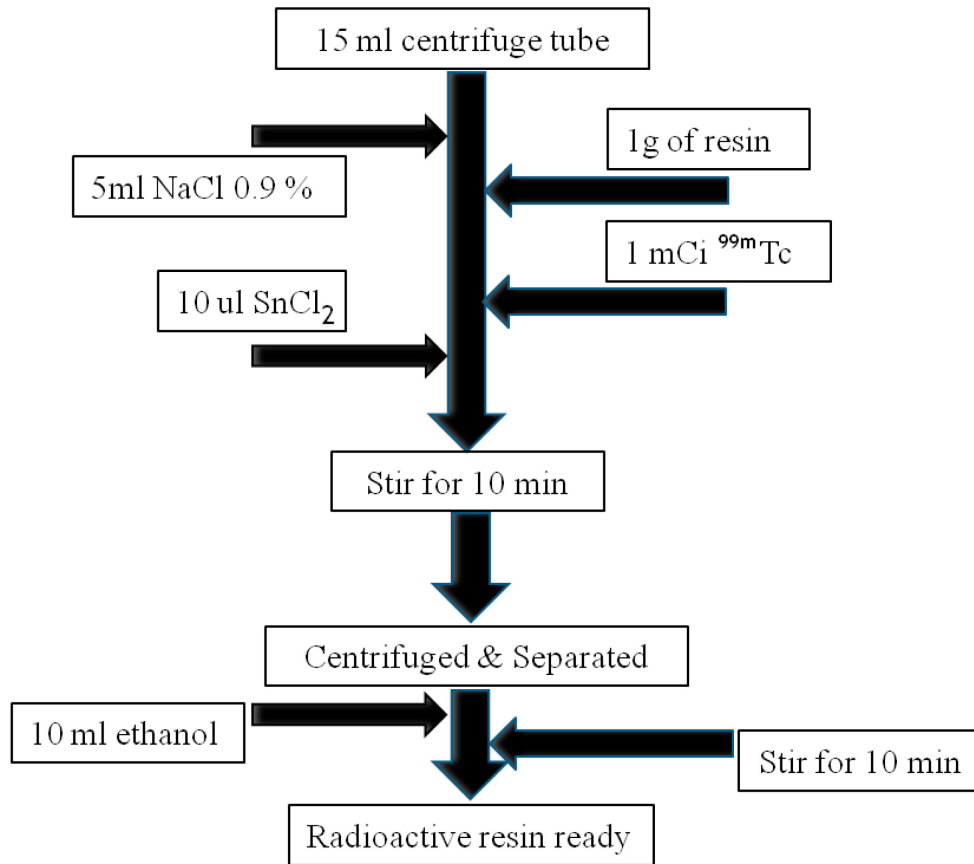 15 ml centrifuge tube
5ml NaCl 0.9 %
1g of resin
1 mCi ⁹⁹ᵐTc
10 ul SnCl₂
Stir for 10 min
Centrifuged & Separated
10 ml ethanol
Stir for 10 min
Radioactive resin ready